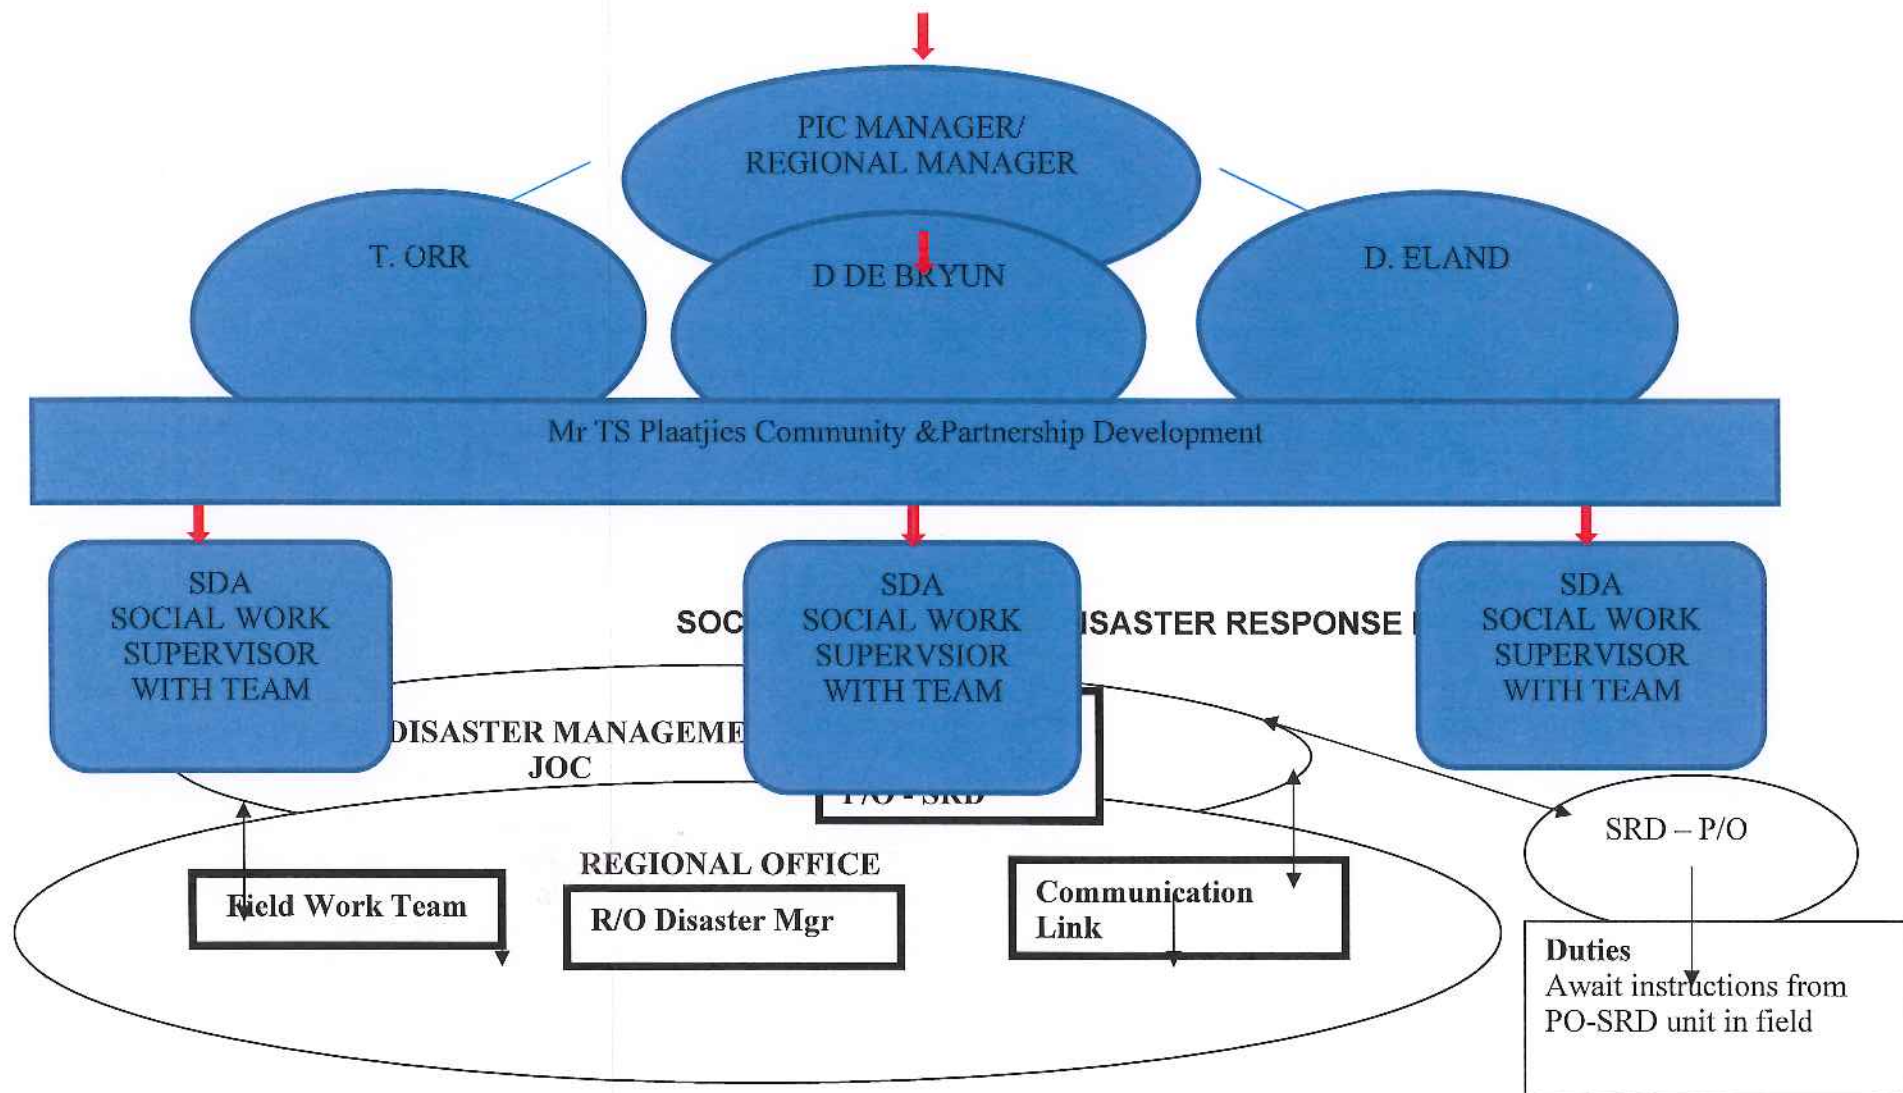 PIC MANAGER/
REGIONAL MANAGER
T. ORR
D DE BRYUN
D. ELAND
Mr TS Plaatjics Community &Partnership Development
SDA
SOCIAL WORK
SUPERVISOR
WITH TEAM
SDA
SOCIAL WORK
SUPERVSIOR
WITH TEAM
SDA
SOCIAL WORK
SUPERVISOR
WITH TEAM
SOC ISASTER RESPONSE
DISASTER MANAGEME
JOC
P/O - SRD
SRD – P/O
REGIONAL OFFICE
Field Work Team
R/O Disaster Mgr
Communication
Link
Duties
Await instructions from
PO-SRD unit in field